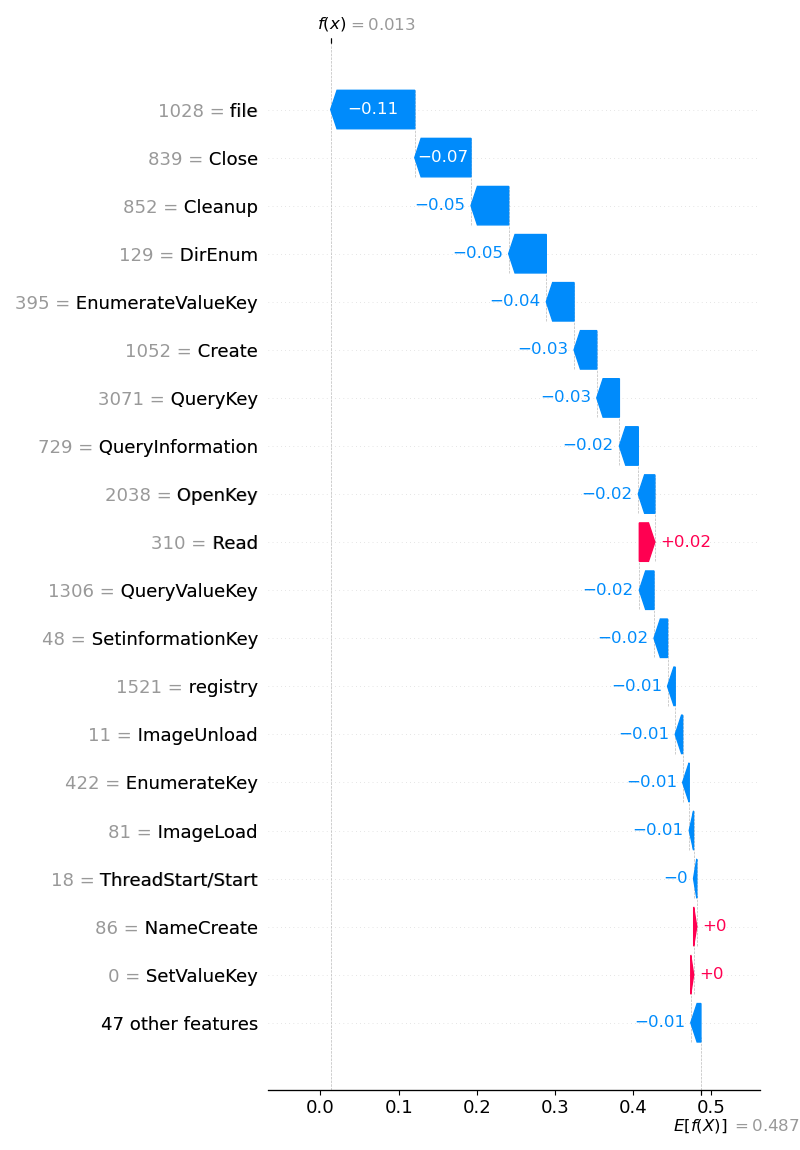 f(x) = 0.013
1028 = file
−0.11
839 = Close
−0.07
852 = Cleanup
−0.05
129 = DirEnum
−0.05
395 = EnumerateValueKey
−0.04
1052 = Create
−0.03
3071 = QueryKey
−0.03
729 = QueryInformation
−0.02
2038 = OpenKey
−0.02
310 = Read
+0.02
1306 = QueryValueKey
−0.02
48 = SetinformationKey
−0.02
1521 = registry
−0.01
11 = ImageUnload
−0.01
422 = EnumerateKey
−0.01
81 = ImageLoad
−0.01
18 = ThreadStart/Start
−0
86 = NameCreate
+0
0 = SetValueKey
+0
47 other features
−0.01
0.0 0.1 0.2 0.3 0.4 0.5
E[f(X)] = 0.487